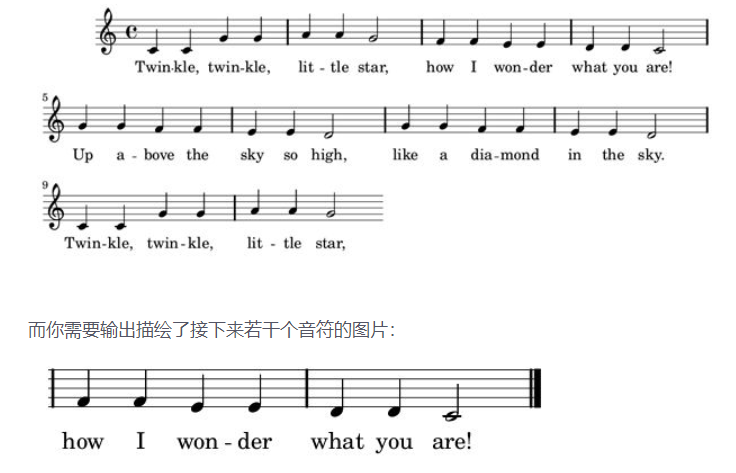 Twin-kle, twin-kle, lit - tle star, how I won-der what you are!
5
Up a - bove the sky so high, like a dia-mond in the sky.
9
Twin-kle, twin-kle, lit - tle star,
而你需要输出描绘了接下来若干个音符的图片：
how I won - der what you are!